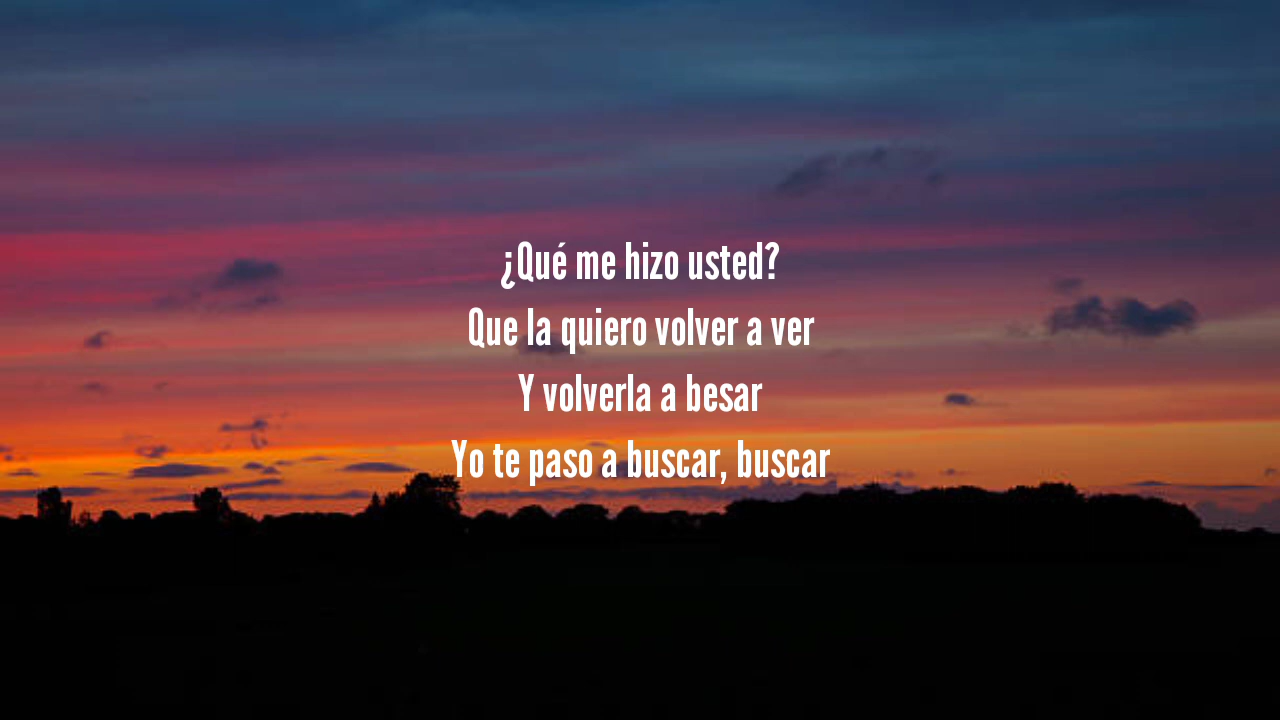 ¿Qué me hizo usted?
Que la quiero volver a ver
Y volverla a besar
Yo te paso a buscar, buscar